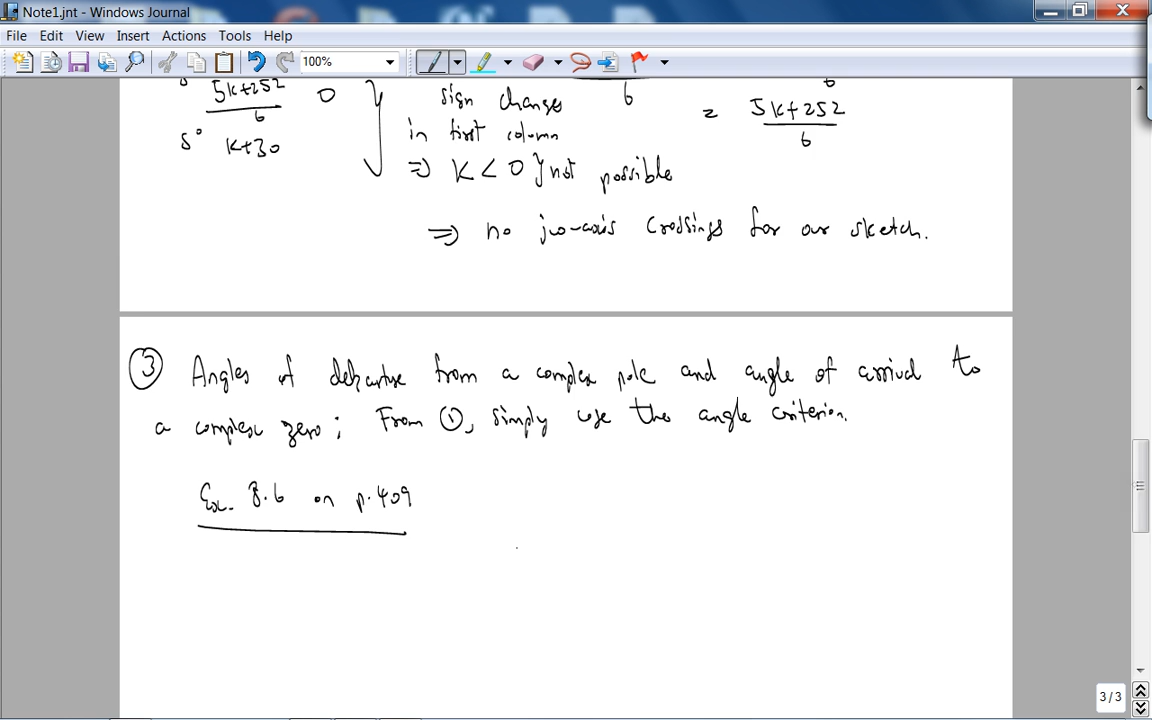 Note1.jnt - Windows Journal
File Edit View Insert Actions Tools Help
100%
5k+252 0
6
s° k+30
sign changes
in first column
⇒ K < 0 } not possible
6
6
= 5k+252
6
⇒ no jω-axis crossings for our sketch.
③ Angles of departure from a complex pole and angle of arrival to
a complex zero; From ①, simply use the angle criterion.
Ex. 8.6 on p.409
3/3